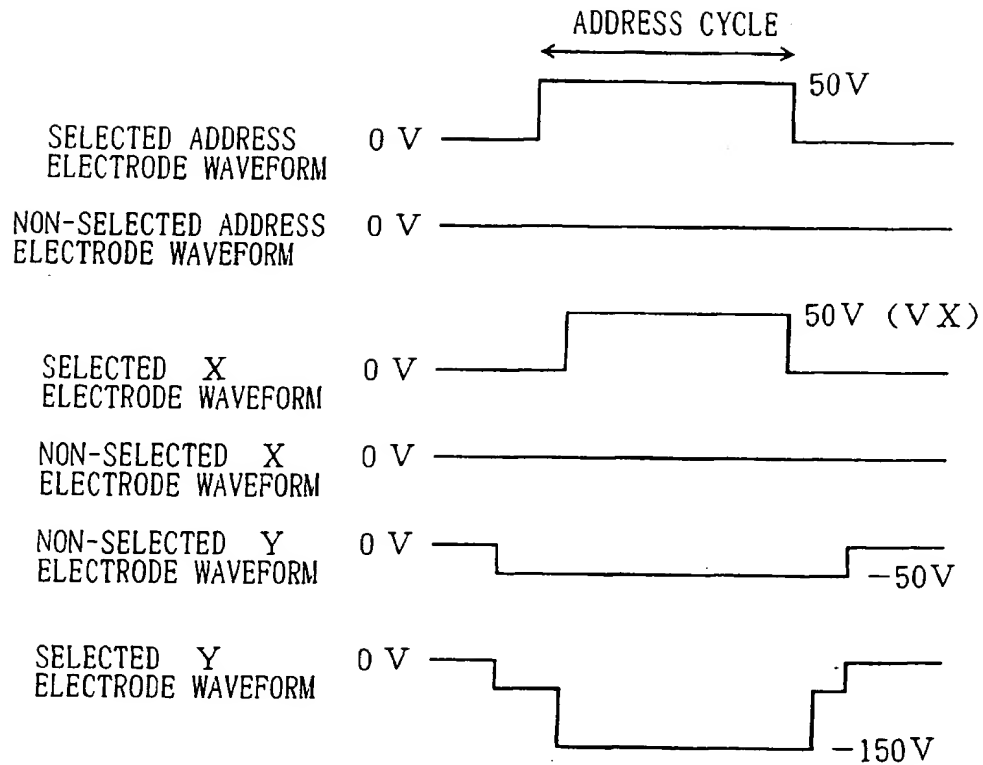 ADDRESS CYCLE
50V
SELECTED ADDRESS 0 V
ELECTRODE WAVEFORM
NON-SELECTED ADDRESS 0 V
ELECTRODE WAVEFORM
50V (VX)
SELECTED X 0 V
ELECTRODE WAVEFORM
NON-SELECTED X 0 V
ELECTRODE WAVEFORM
NON-SELECTED Y 0 V
ELECTRODE WAVEFORM
-50V
SELECTED Y 0 V
ELECTRODE WAVEFORM
-150V